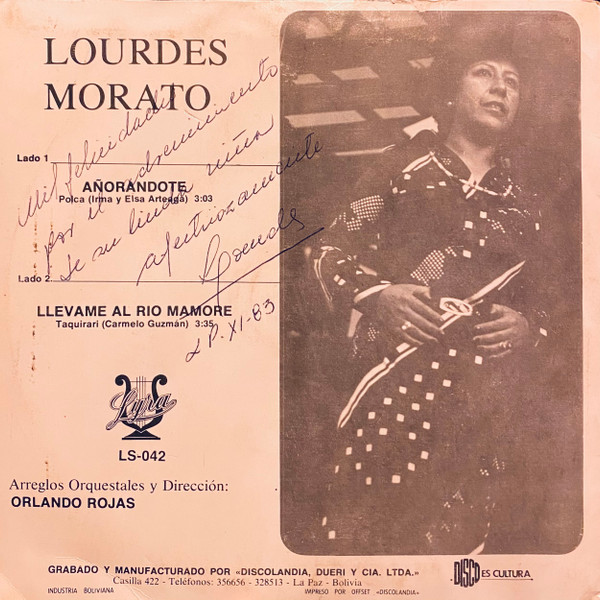 LOURDES
MORATO
Lado 1
AÑORANDOTE
Polca (Irma y Elsa Arteaga) 3:03
Lado 2
LLEVAME AL RIO MAMORE
Taquirari (Carmelo Guzmán) 3:35
Mil felicidades
por el advenimiento
de su linda niña
afectuosamente
Lourdes
LP. XI-83
Lyra
LS-042
Arreglos Orquestales y Dirección:
ORLANDO ROJAS
GRABADO Y MANUFACTURADO POR «DISCOLANDIA, DUERI Y CIA. LTDA.»
Casilla 422 - Teléfonos: 356656 - 328513 - La Paz - Bolivia
INDUSTRIA BOLIVIANA
IMPRESO POR OFFSET «DISCOLANDIA»
DISCO ES CULTURA